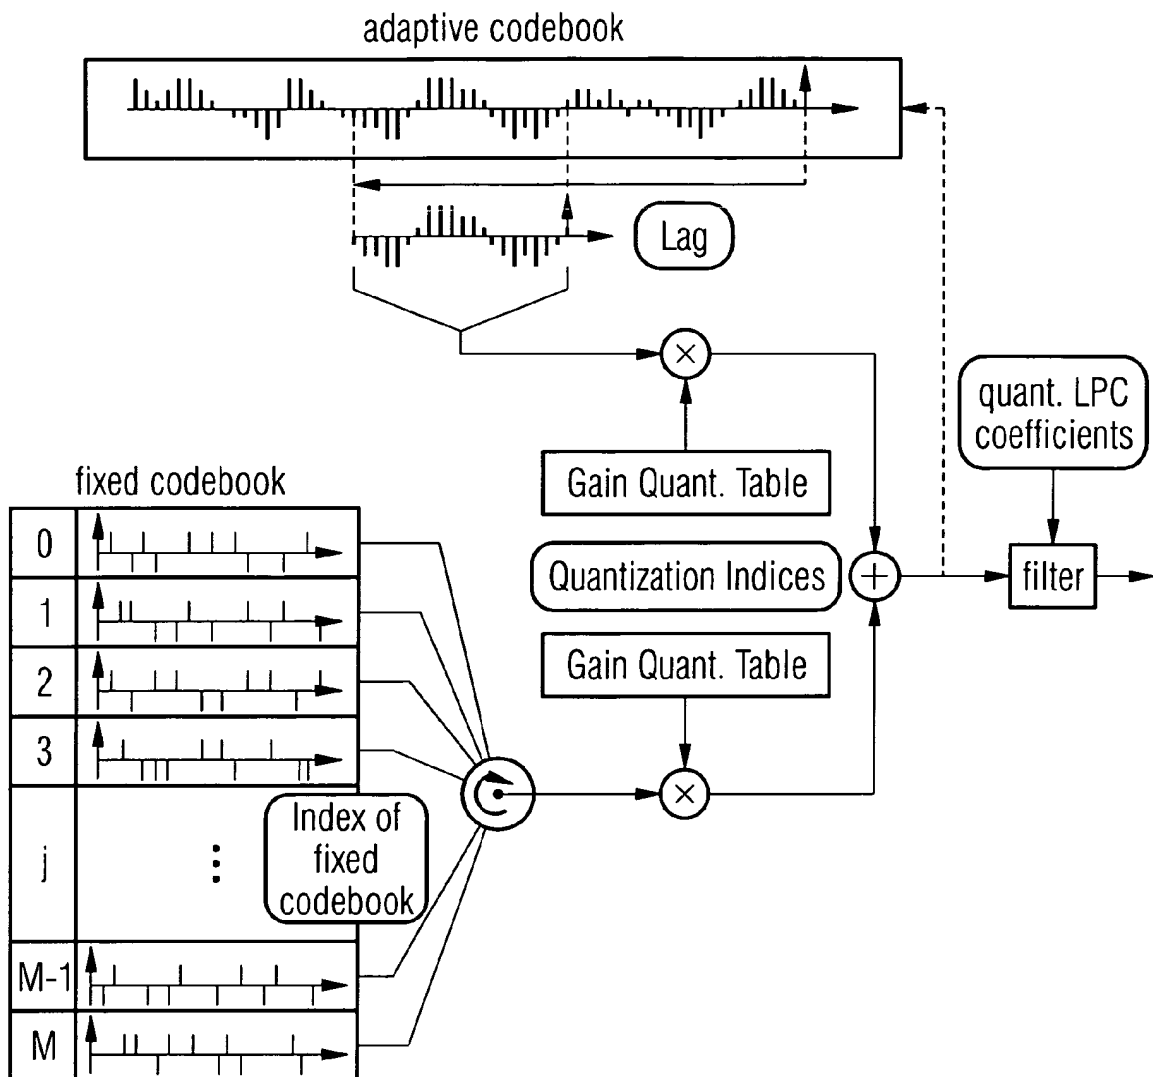 adaptive codebook
Lag
quant. LPC
coefficients
Gain Quant. Table
fixed codebook
0
Quantization Indices
filter
1
Gain Quant. Table
2
3
Index of
fixed
codebook
j
M-1
M